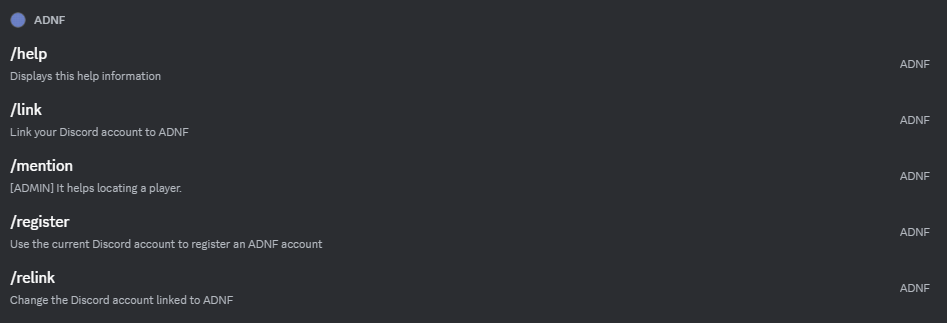 ADNF
/help
Displays this help information
ADNF
/link
Link your Discord account to ADNF
ADNF
/mention
[ADMIN] It helps locating a player.
ADNF
/register
Use the current Discord account to register an ADNF account
ADNF
/relink
Change the Discord account linked to ADNF
ADNF